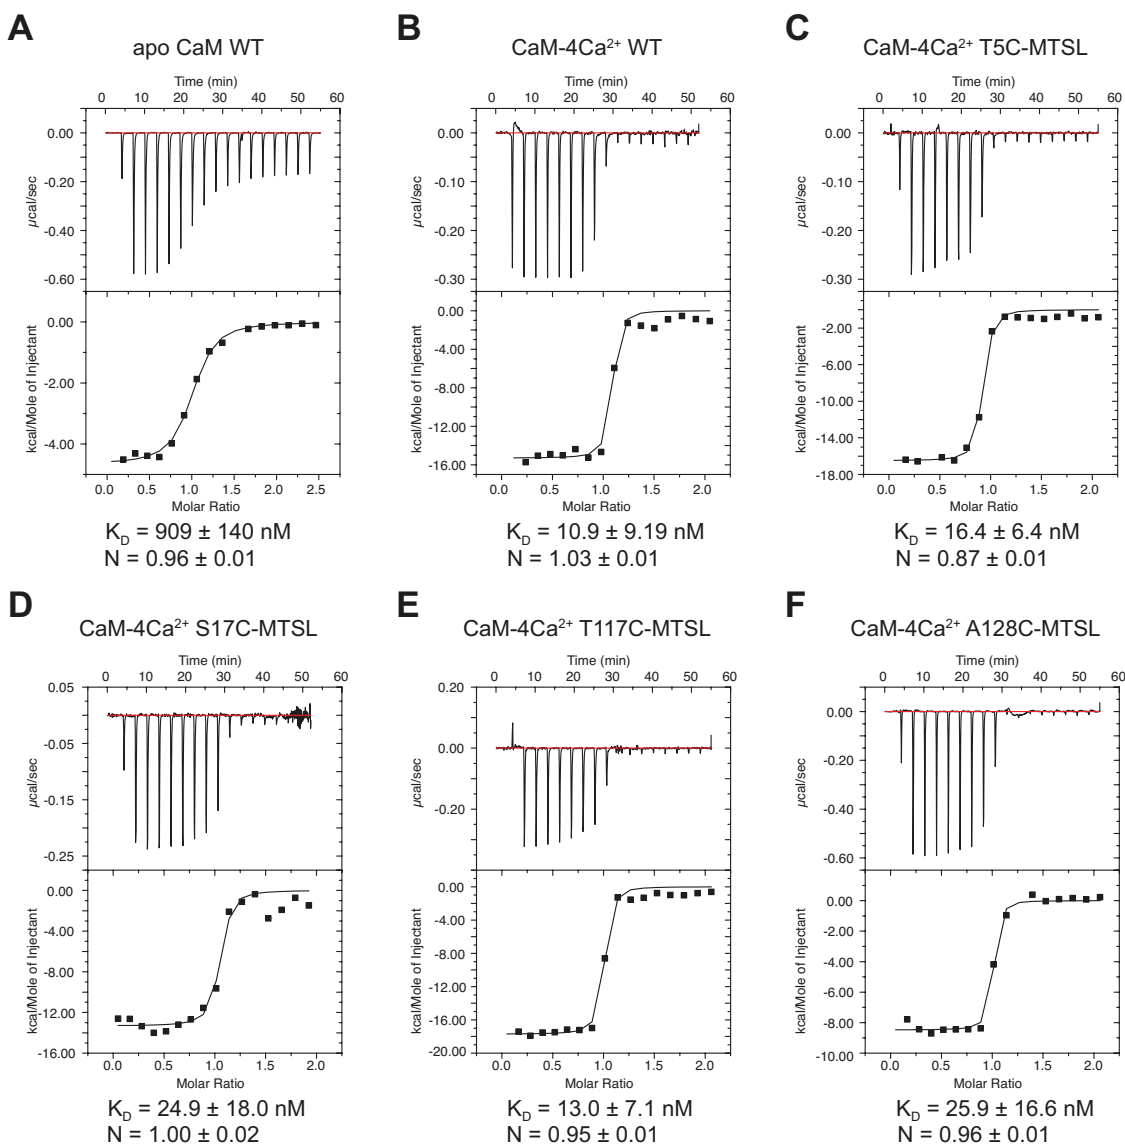 A
apo CaM WT
Time (min)
0 10 20 30 40 50 60
0.00
-0.20
-0.40
-0.60
µcal/sec
0.00
-2.00
-4.00
kcal/Mole of Injectant
0.0 0.5 1.0 1.5 2.0 2.5
Molar Ratio
K_D = 909 ± 140 nM
N = 0.96 ± 0.01
B
CaM-4Ca²⁺ WT
Time (min)
0 10 20 30 40 50 60
0.00
-0.10
-0.20
-0.30
µcal/sec
0.00
-4.00
-8.00
-12.00
-16.00
kcal/Mole of Injectant
0.0 0.5 1.0 1.5 2.0
Molar Ratio
K_D = 10.9 ± 9.19 nM
N = 1.03 ± 0.01
C
CaM-4Ca²⁺ T5C-MTSL
Time (min)
0 10 20 30 40 50 60
0.00
-0.10
-0.20
-0.30
µcal/sec
-2.00
-6.00
-10.00
-14.00
-18.00
kcal/Mole of Injectant
0.0 0.5 1.0 1.5 2.0
Molar Ratio
K_D = 16.4 ± 6.4 nM
N = 0.87 ± 0.01
D
CaM-4Ca²⁺ S17C-MTSL
Time (min)
0 10 20 30 40 50 60
0.05
-0.05
-0.15
-0.25
µcal/sec
0.00
-4.00
-8.00
-12.00
-16.00
kcal/Mole of Injectant
0.0 0.5 1.0 1.5 2.0
Molar Ratio
K_D = 24.9 ± 18.0 nM
N = 1.00 ± 0.02
E
CaM-4Ca²⁺ T117C-MTSL
Time (min)
0 10 20 30 40 50 60
0.20
0.00
-0.20
µcal/sec
0.00
-4.00
-8.00
-12.00
-16.00
-20.00
kcal/Mole of Injectant
0.0 0.5 1.0 1.5 2.0
Molar Ratio
K_D = 13.0 ± 7.1 nM
N = 0.95 ± 0.01
F
CaM-4Ca²⁺ A128C-MTSL
Time (min)
0 10 20 30 40 50 60
0.00
-0.20
-0.40
-0.60
µcal/sec
0.00
-2.00
-4.00
-6.00
-8.00
-10.00
kcal/Mole of Injectant
0.0 0.5 1.0 1.5 2.0
Molar Ratio
K_D = 25.9 ± 16.6 nM
N = 0.96 ± 0.01